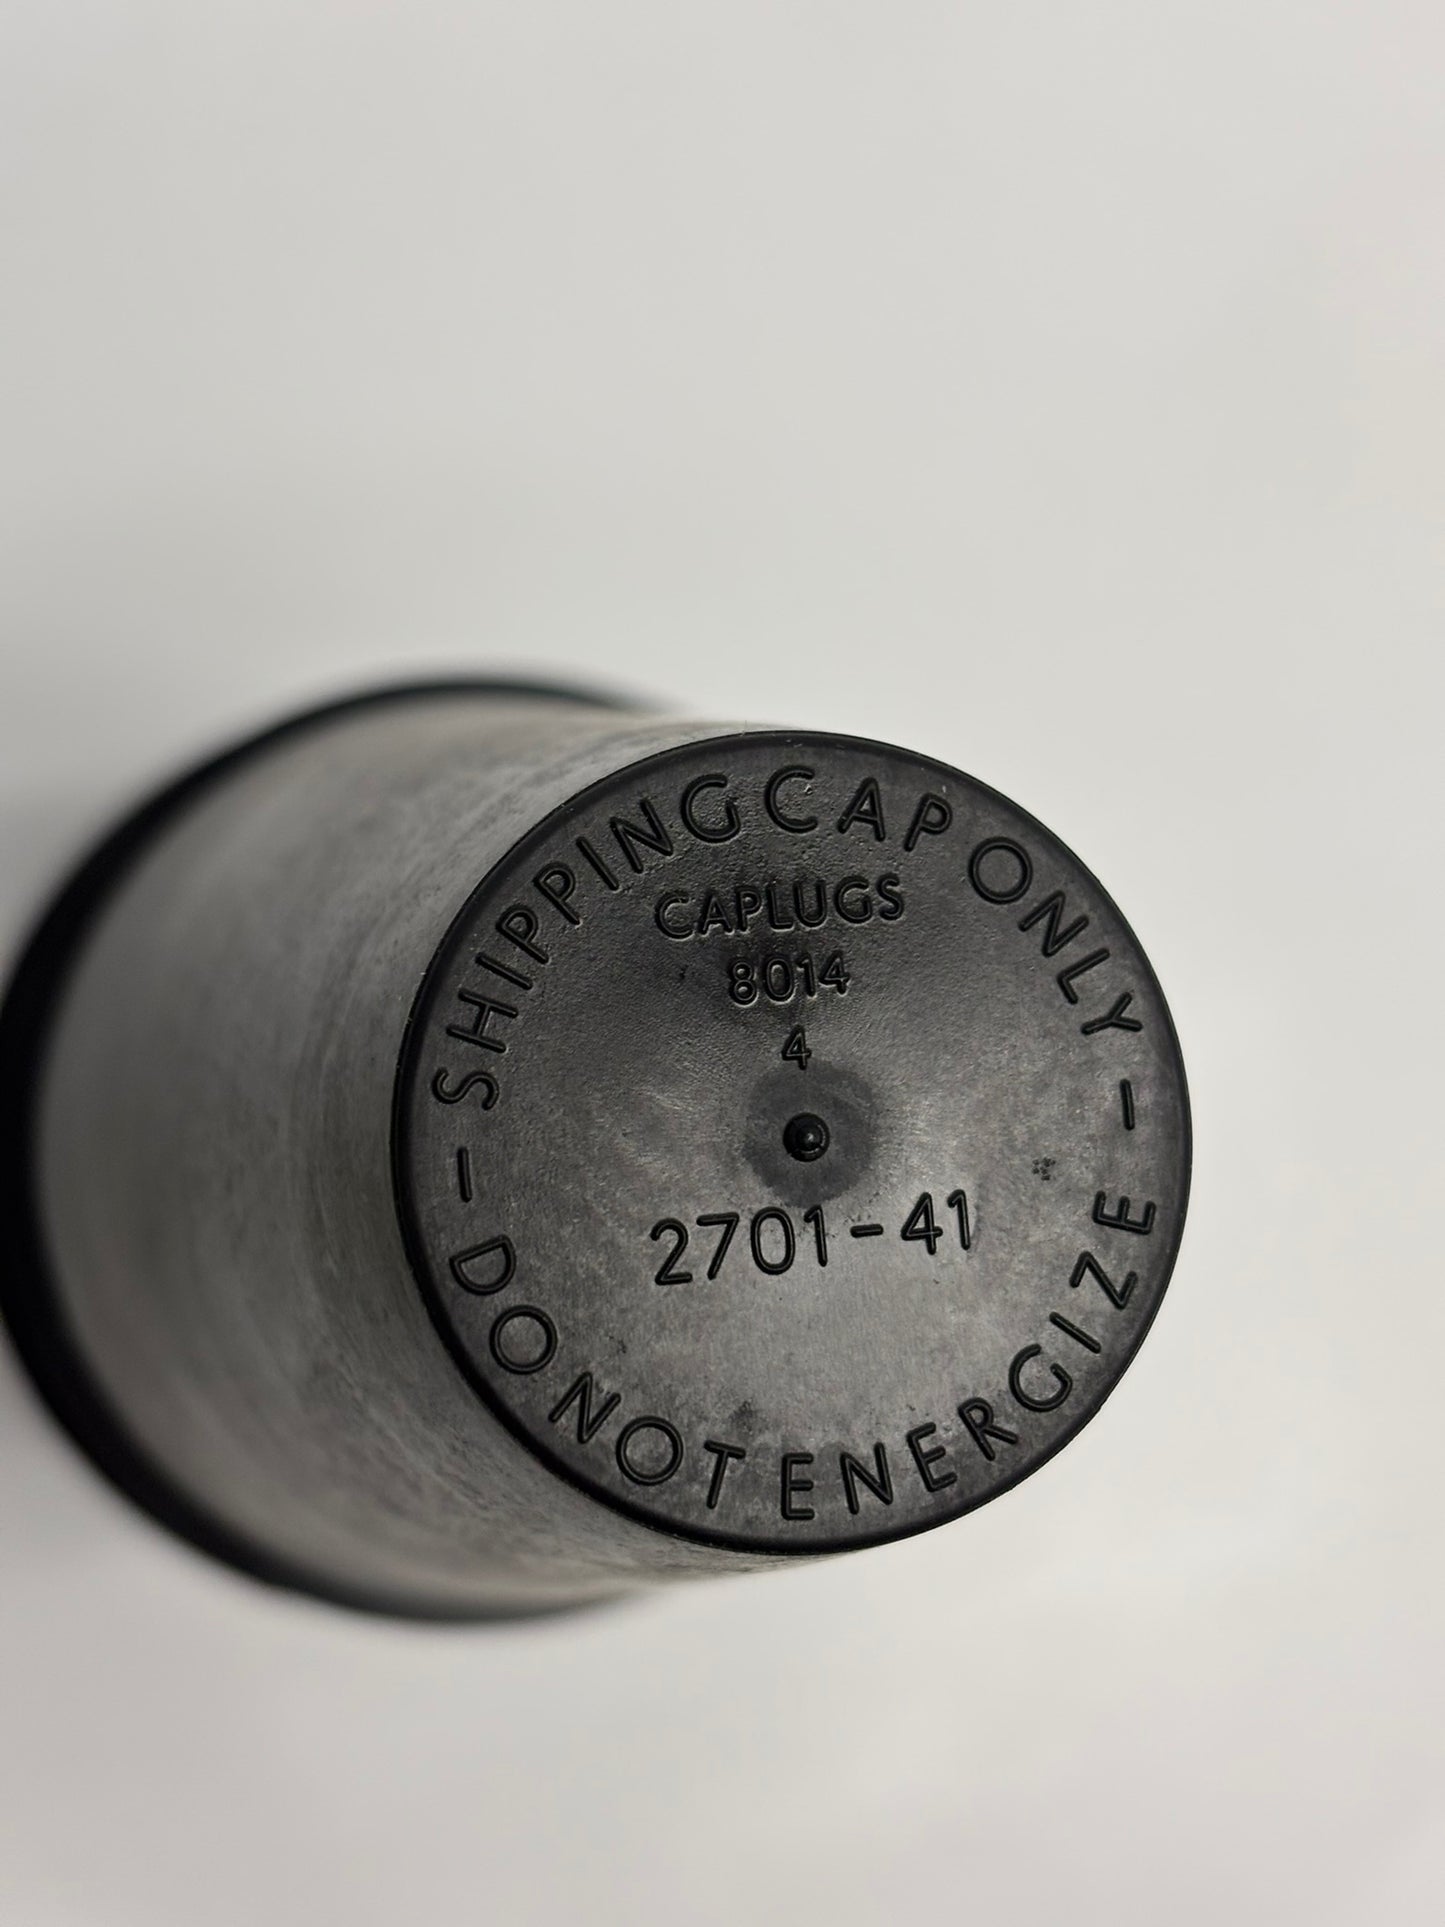 - SHIPPING CAP ONLY -
CAPLUGS
8014
4
2701-41
DO NOT ENERGIZE